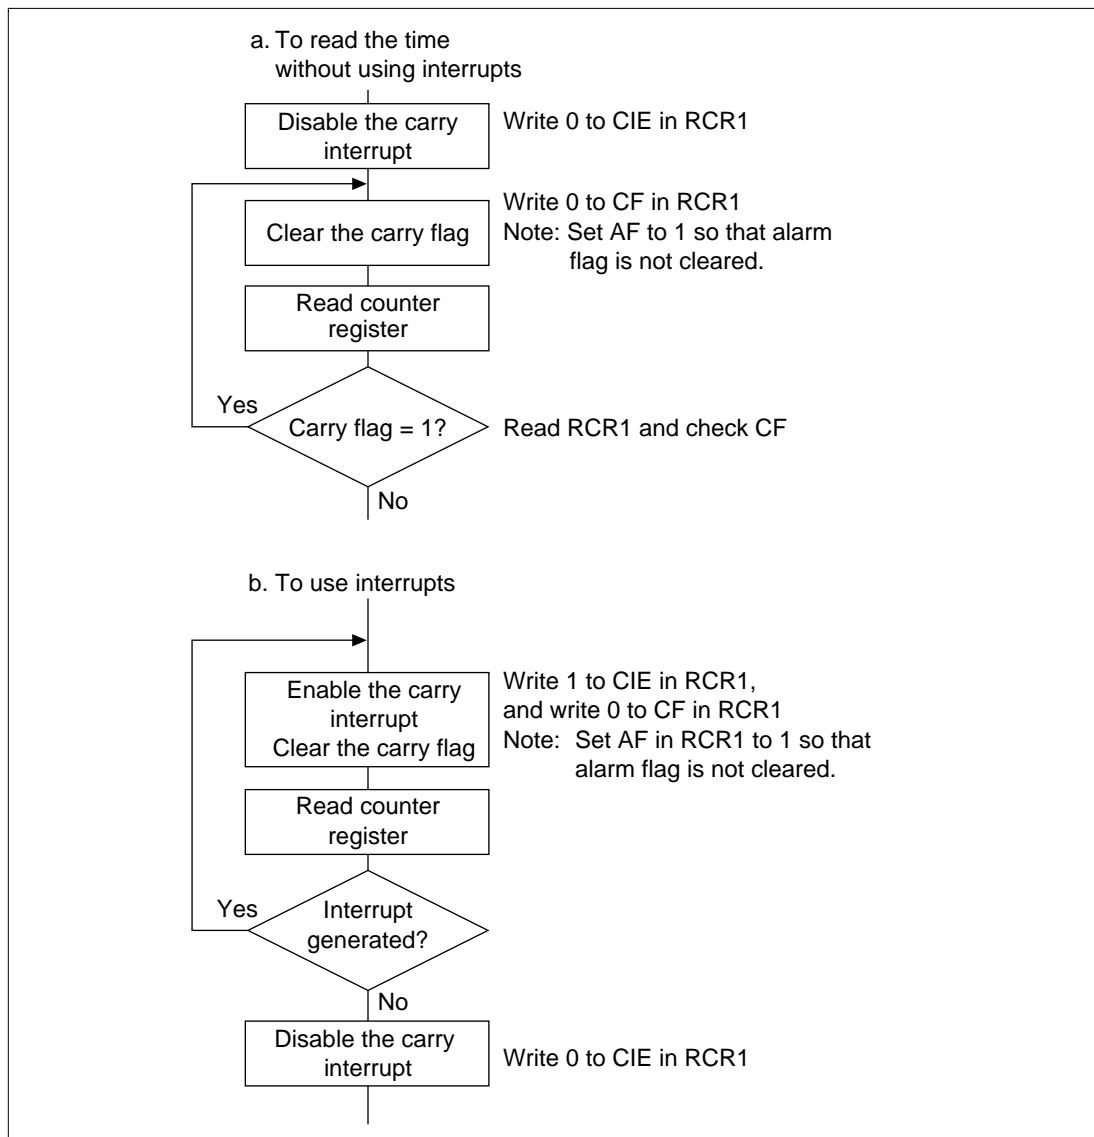 a. To read the time
without using interrupts
Disable the carry
interrupt
Write 0 to CIE in RCR1
Clear the carry flag
Write 0 to CF in RCR1
Note: Set AF to 1 so that alarm
flag is not cleared.
Read counter
register
Yes
Carry flag = 1?
Read RCR1 and check CF
No
b. To use interrupts
Enable the carry
interrupt
Clear the carry flag
Write 1 to CIE in RCR1,
and write 0 to CF in RCR1
Note: Set AF in RCR1 to 1 so that
alarm flag is not cleared.
Read counter
register
Yes
Interrupt
generated?
No
Disable the carry
interrupt
Write 0 to CIE in RCR1